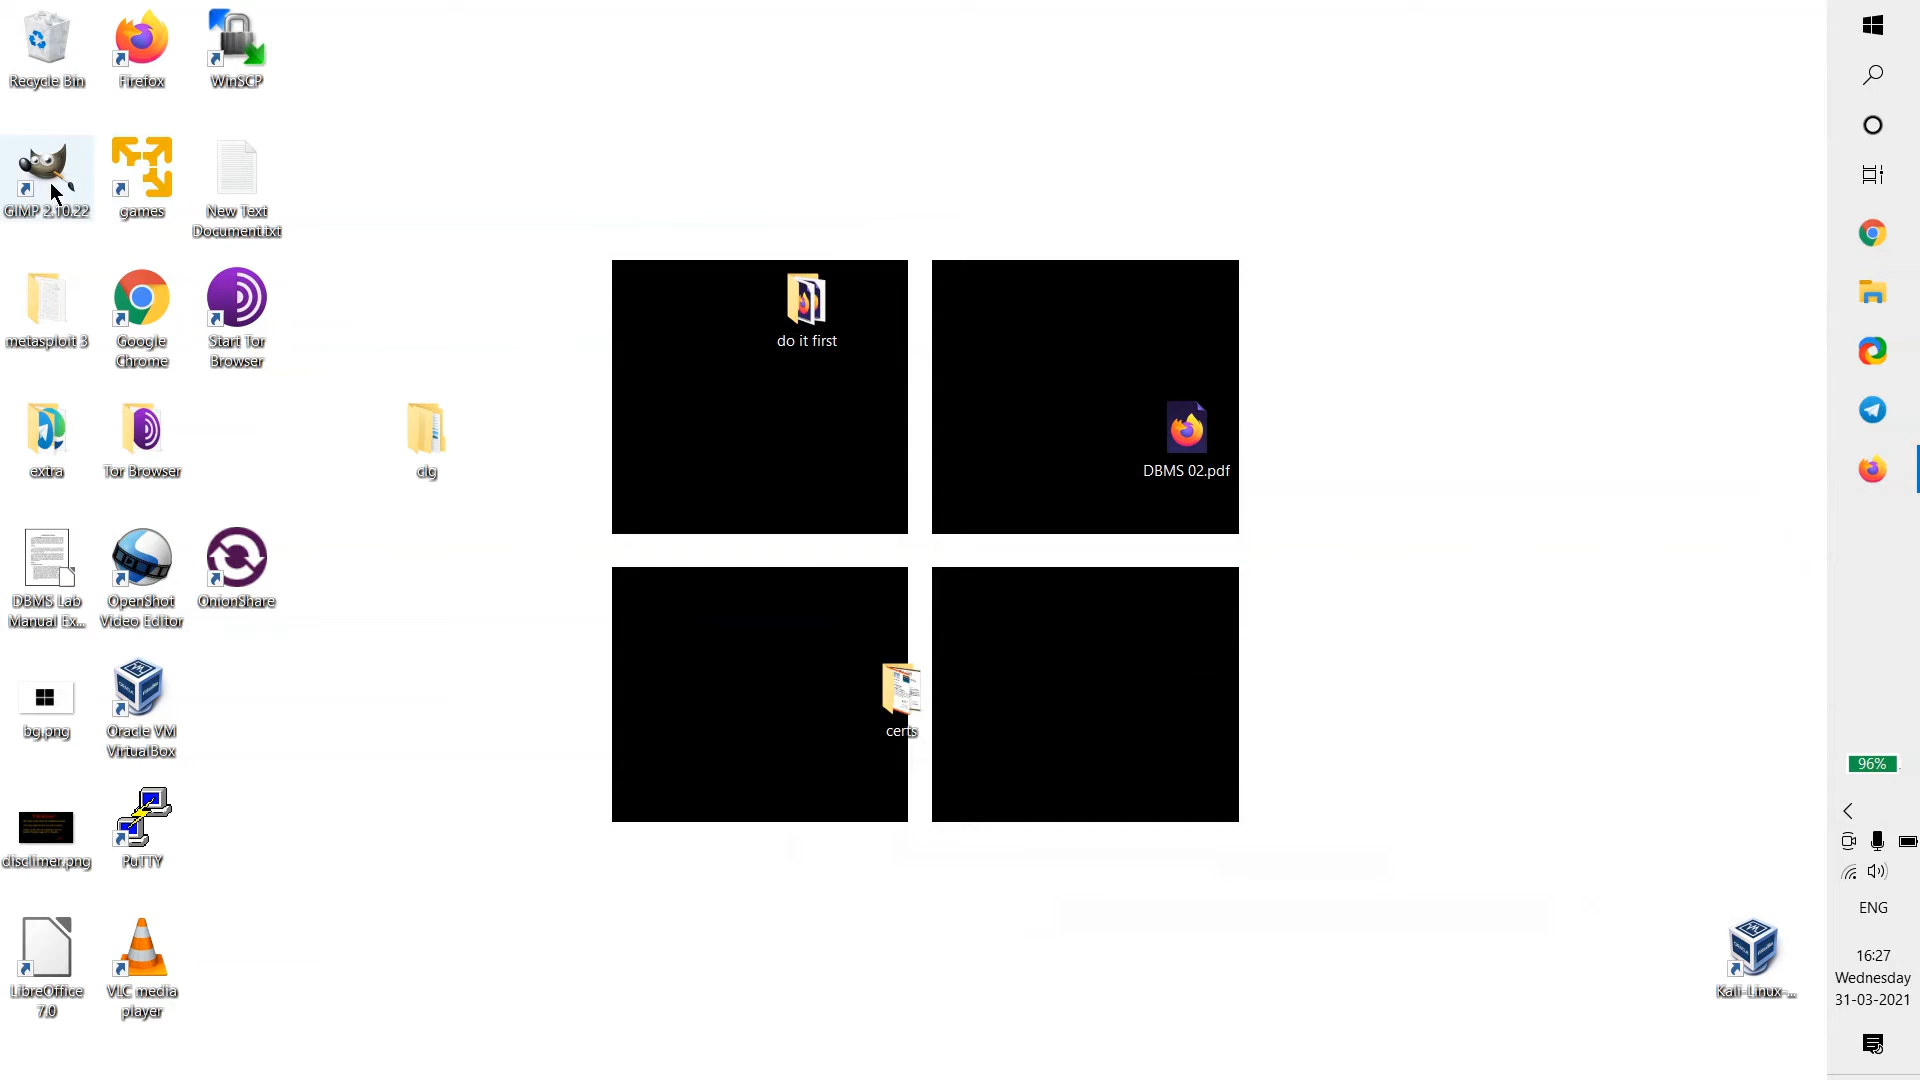 Recycle Bin
Firefox
WinSCP
GIMP 2.10.22
games
New Text
Document.txt
metasploit 3
Google
Chrome
Start Tor
Browser
do it first
extra
Tor Browser
clg
DBMS 02.pdf
DBMS Lab
Manual Ex...
OpenShot
Video Editor
OnionShare
bg.png
Oracle VM
VirtualBox
certs
disclimer.png
PuTTY
LibreOffice
7.0
VLC media
player
Kali-Linux-...
96%
ENG
16:27
Wednesday
31-03-2021